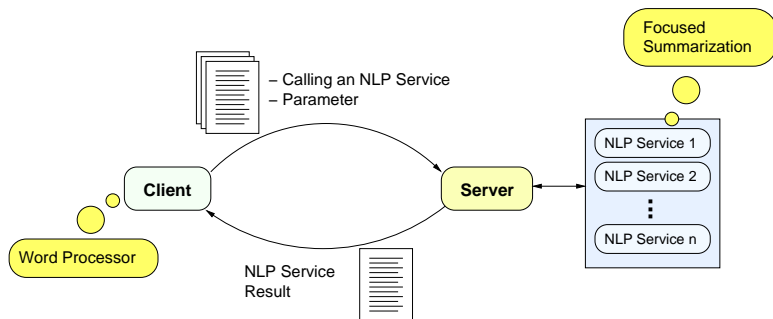 Focused
Summarization
– Calling an NLP Service
– Parameter
NLP Service 1
NLP Service 2
NLP Service n
Client
Server
Word Processor
NLP Service
Result